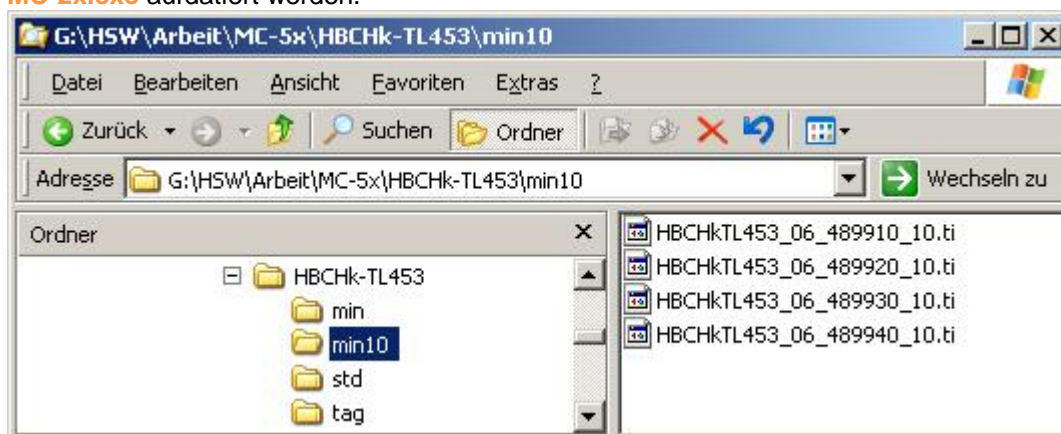 G:\HSW\Arbeit\MC-5x\HBCHk-TL453\min10
Datei Bearbeiten Ansicht Favoriten Extras ?
Zurück Suchen Ordner
Adresse G:\HSW\Arbeit\MC-5x\HBCHk-TL453\min10 Wechseln zu
Ordner
HBCHk-TL453
min
min10
std
tag
HBCHkTL453_06_489910_10.ti
HBCHkTL453_06_489920_10.ti
HBCHkTL453_06_489930_10.ti
HBCHkTL453_06_489940_10.ti